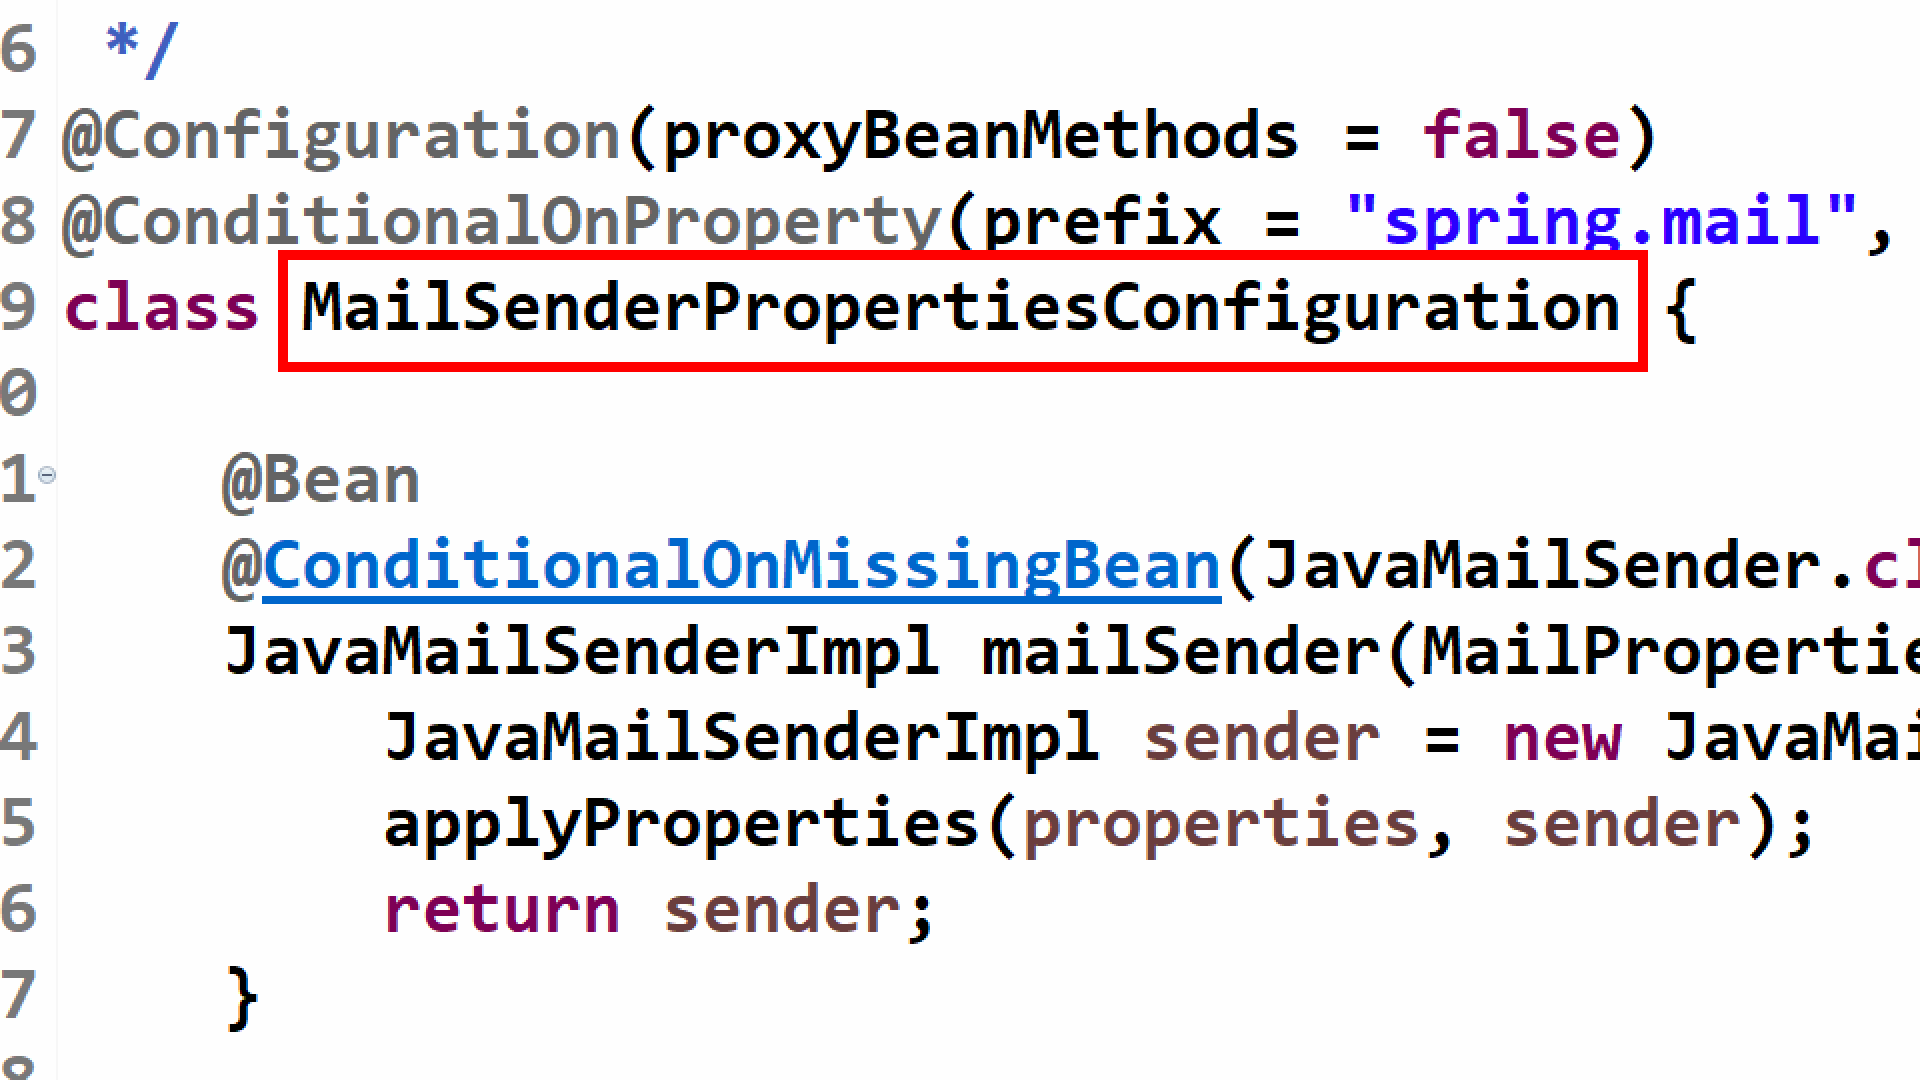 6 */
7 @Configuration(proxyBeanMethods = false)
8 @ConditionalOnProperty(prefix = "spring.mail",
9 class MailSenderPropertiesConfiguration {
0
1 @Bean
2 @ConditionalOnMissingBean(JavaMailSender.cl
3 JavaMailSenderImpl mailSender(MailPropertie
4 JavaMailSenderImpl sender = new JavaMai
5 applyProperties(properties, sender);
6 return sender;
7 }
8